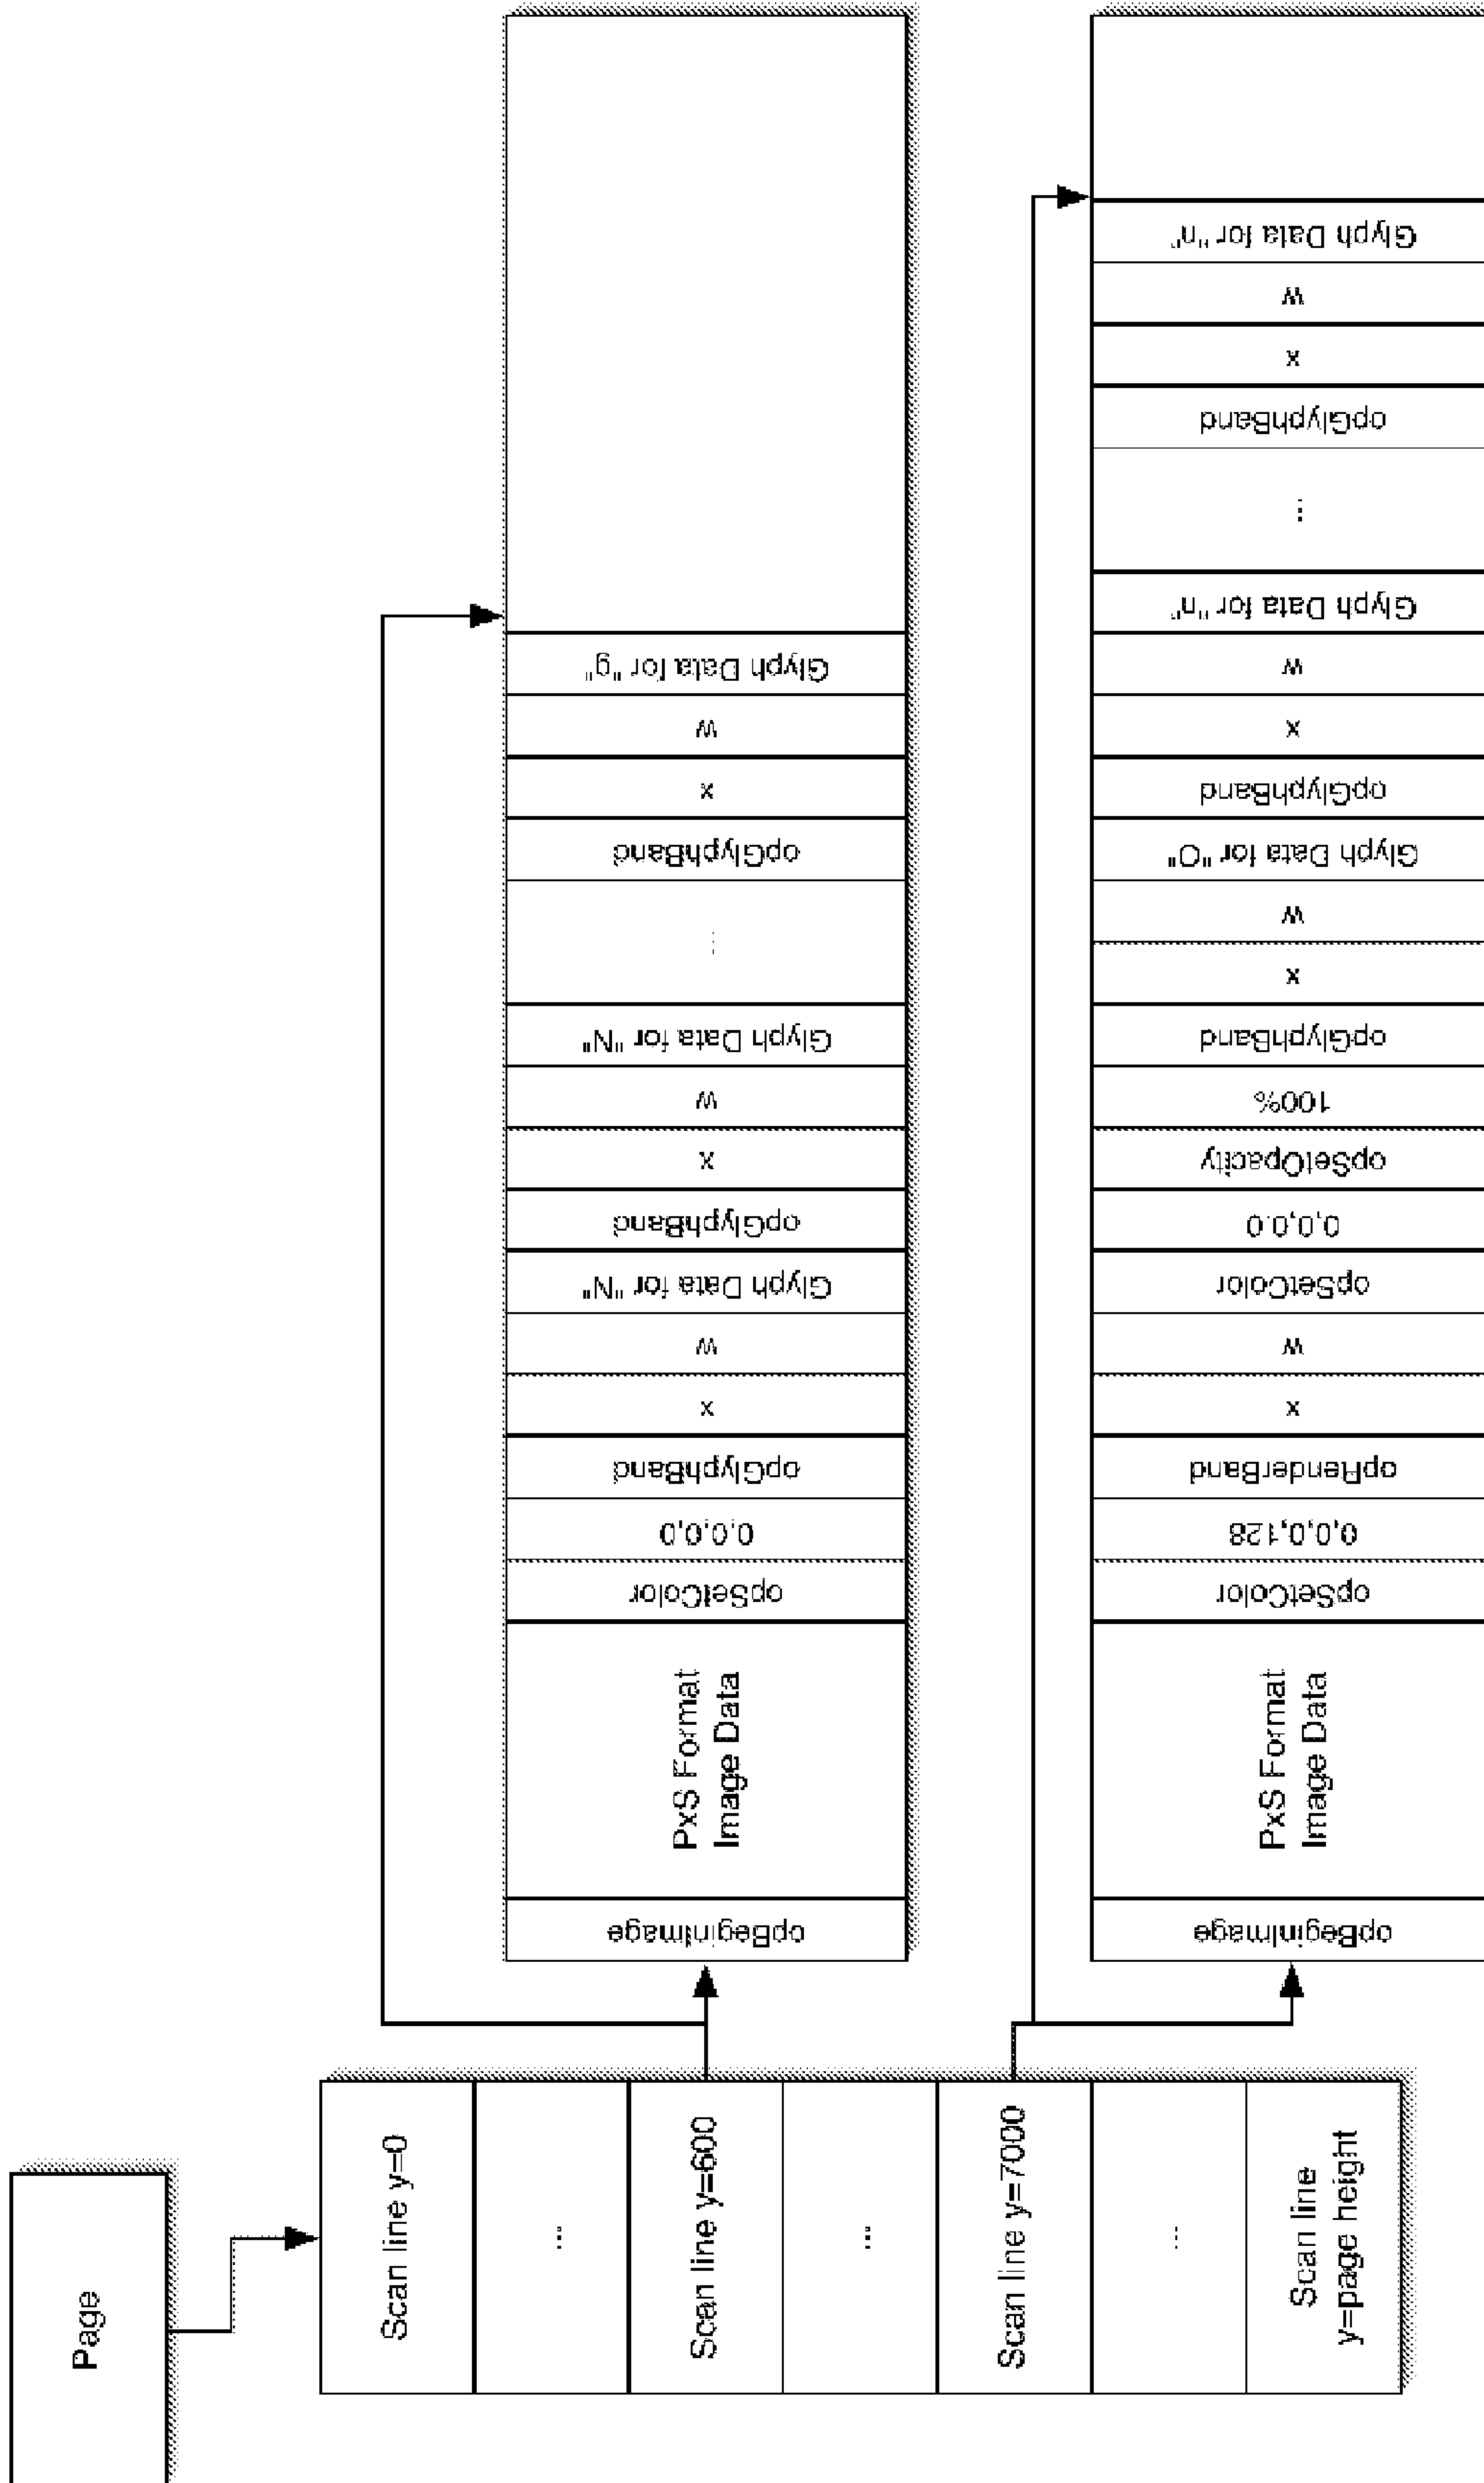 Page
Scan line y=0
...
Scan line y=600
...
Scan line y=7000
...
Scan line
y=page height
opBeginImage
PxS Format
Image Data
opSetColor
0,0,0,0
opGlyphBand
x
w
Glyph Data for "N"
opGlyphBand
x
w
Glyph Data for "N"
...
opGlyphBand
x
w
Glyph Data for "g"
opBeginImage
PxS Format
Image Data
opSetColor
0,0,0,128
opRenderBand
x
w
opSetColor
0,0,0,0
opSetOpacity
100%
opGlyphBand
x
w
Glyph Data for "O"
opGlyphBand
x
w
Glyph Data for "n"
...
opGlyphBand
x
w
Glyph Data for "n"